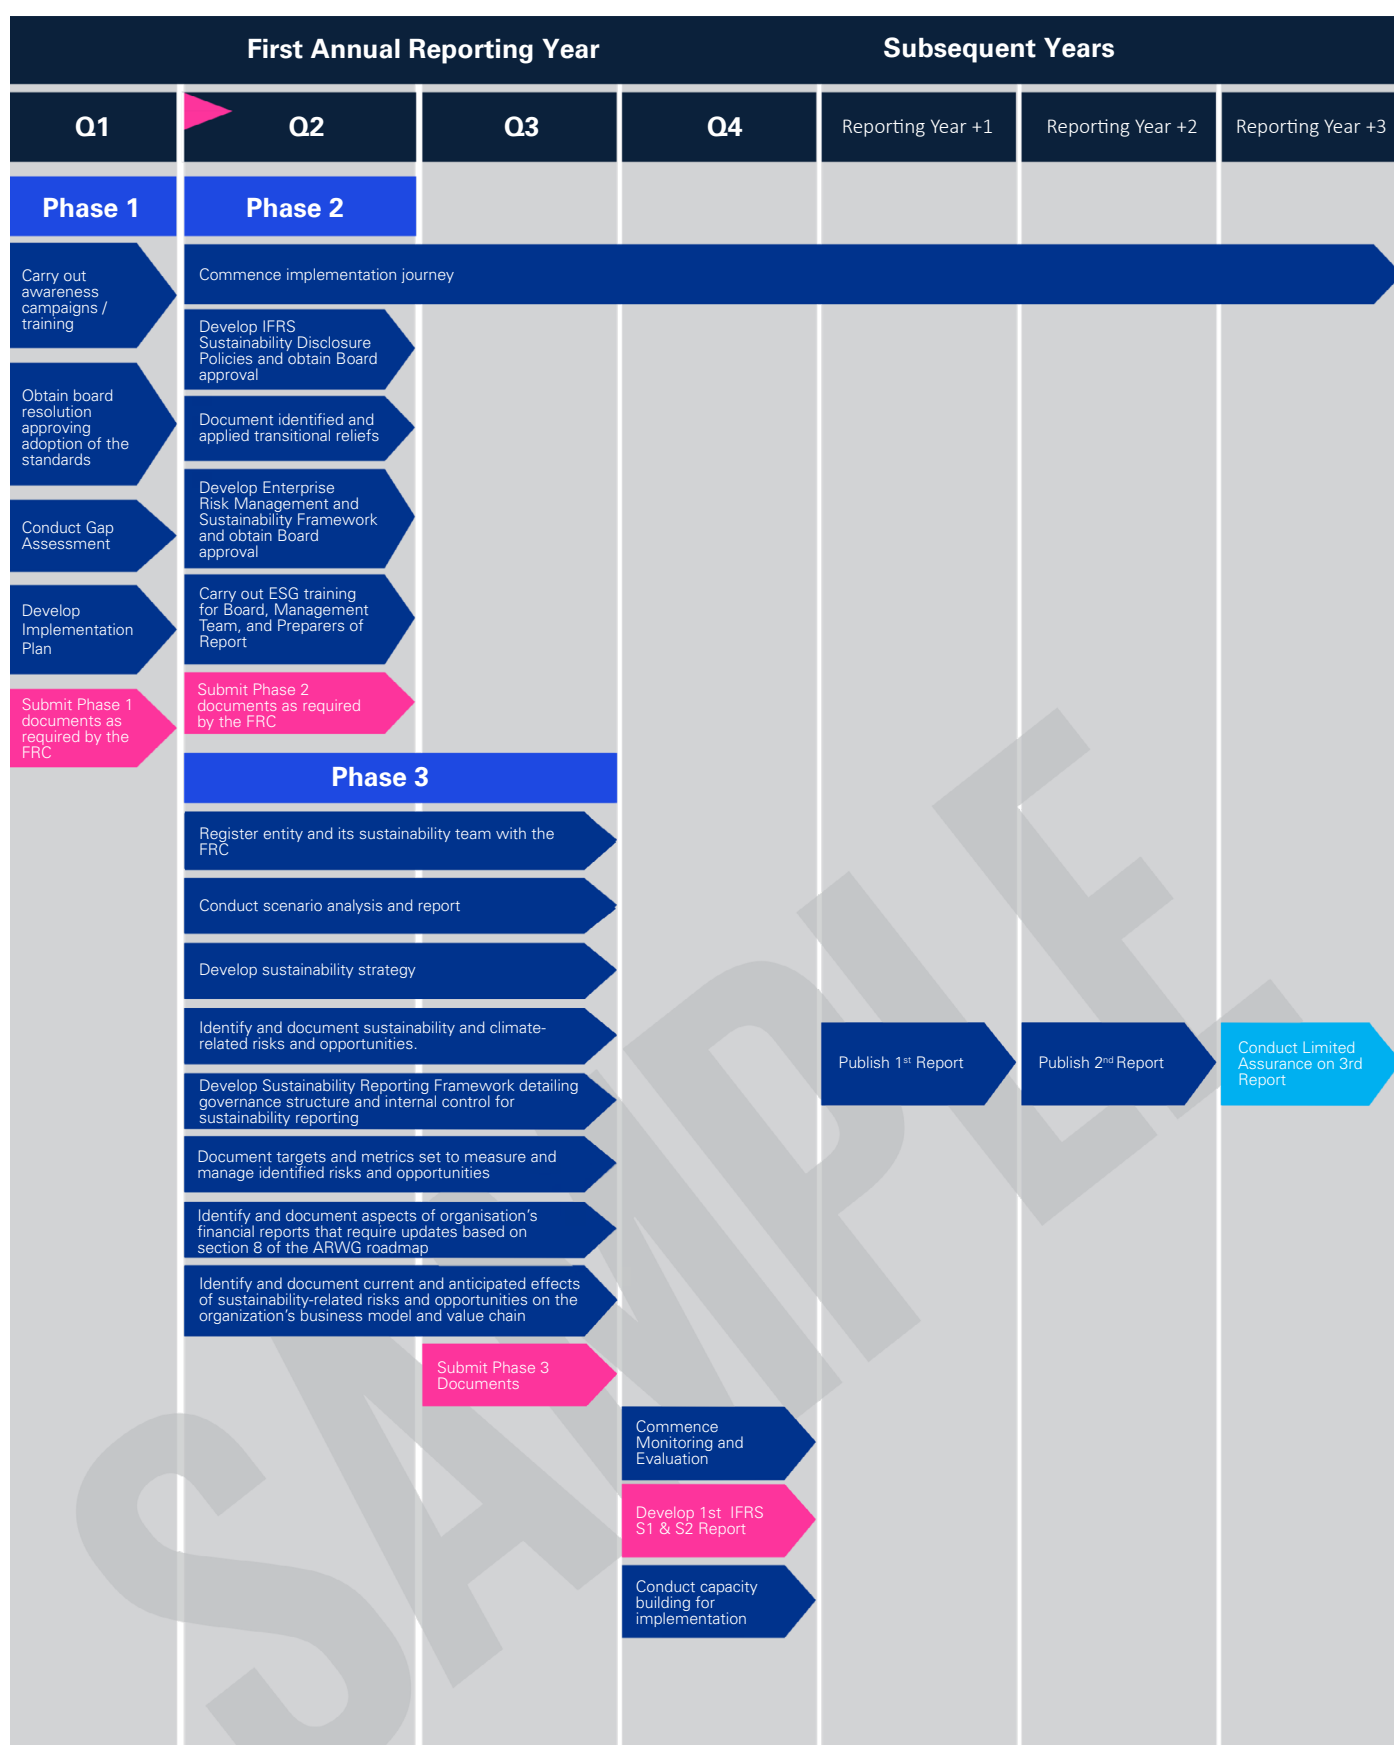 First Annual Reporting Year
Subsequent Years
Q1
Q2
Q3
Q4
Reporting Year +1
Reporting Year +2
Reporting Year +3
Phase 1
Phase 2
Carry out
awareness
campaigns /
training
Obtain board
resolution
approving
adoption of the
standards
Conduct Gap
Assessment
Develop
Implementation
Plan
Submit Phase 1
documents as
required by the
FRC
Commence implementation journey
Develop IFRS
Sustainability Disclosure
Policies and obtain Board
approval
Document identified and
applied transitional reliefs
Develop Enterprise
Risk Management and
Sustainability Framework
and obtain Board
approval
Carry out ESG training
for Board, Management
Team, and Preparers of
Report
Submit Phase 2
documents as required
by the FRC
Phase 3
Register entity and its sustainability team with the
FRC
Conduct scenario analysis and report
Develop sustainability strategy
Identify and document sustainability and climate-
related risks and opportunities.
Develop Sustainability Reporting Framework detailing
governance structure and internal control for
sustainability reporting
Document targets and metrics set to measure and
manage identified risks and opportunities
Identify and document aspects of organisation's
financial reports that require updates based on
section 8 of the ARWG roadmap
Identify and document current and anticipated effects
of sustainability-related risks and opportunities on the
organization's business model and value chain
Submit Phase 3
Documents
Commence
Monitoring and
Evaluation
Develop 1st IFRS
S1 & S2 Report
Conduct capacity
building for
implementation
Publish 1st Report
Publish 2nd Report
Conduct Limited
Assurance on 3rd
Report
SAMPLE